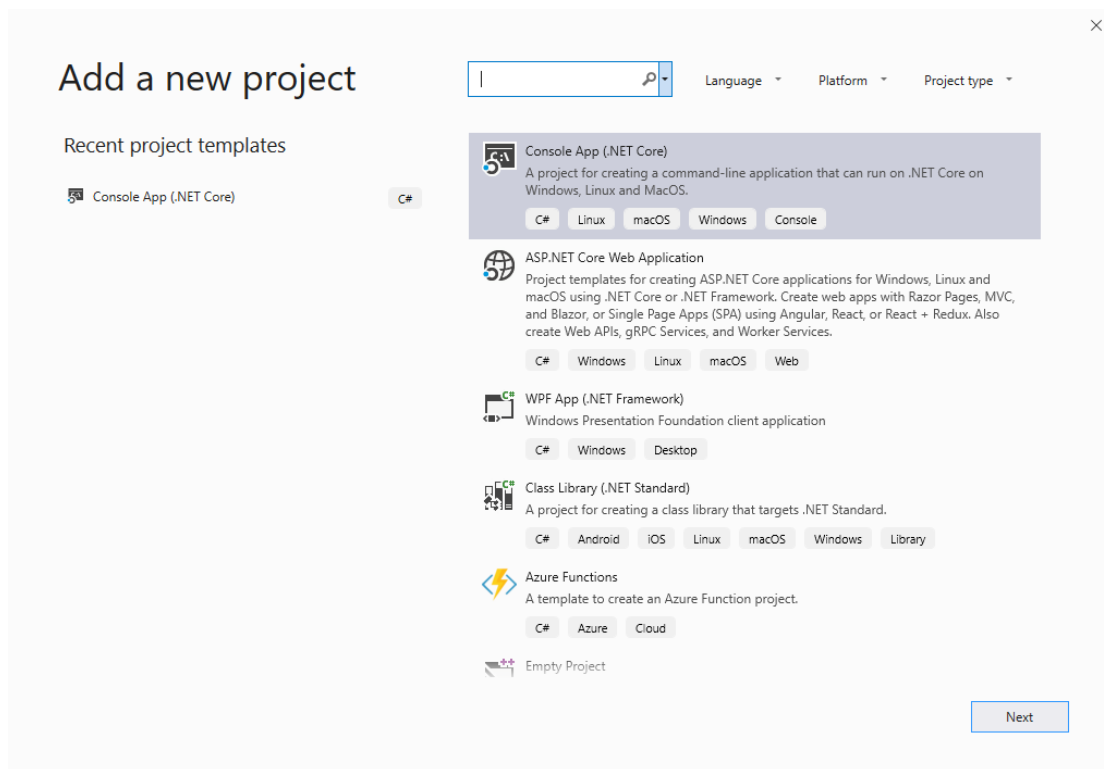 Add a new project
Language
Platform
Project type
Recent project templates
Console App (.NET Core)
C#
Console App (.NET Core)
A project for creating a command-line application that can run on .NET Core on
Windows, Linux and MacOS.
C# Linux macOS Windows Console
ASP.NET Core Web Application
Project templates for creating ASP.NET Core applications for Windows, Linux and
macOS using .NET Core or .NET Framework. Create web apps with Razor Pages, MVC,
and Blazor, or Single Page Apps (SPA) using Angular, React, or React + Redux. Also
create Web APIs, gRPC Services, and Worker Services.
C# Windows Linux macOS Web
WPF App (.NET Framework)
Windows Presentation Foundation client application
C# Windows Desktop
Class Library (.NET Standard)
A project for creating a class library that targets .NET Standard.
C# Android iOS Linux macOS Windows Library
Azure Functions
A template to create an Azure Function project.
C# Azure Cloud
Empty Project
Next